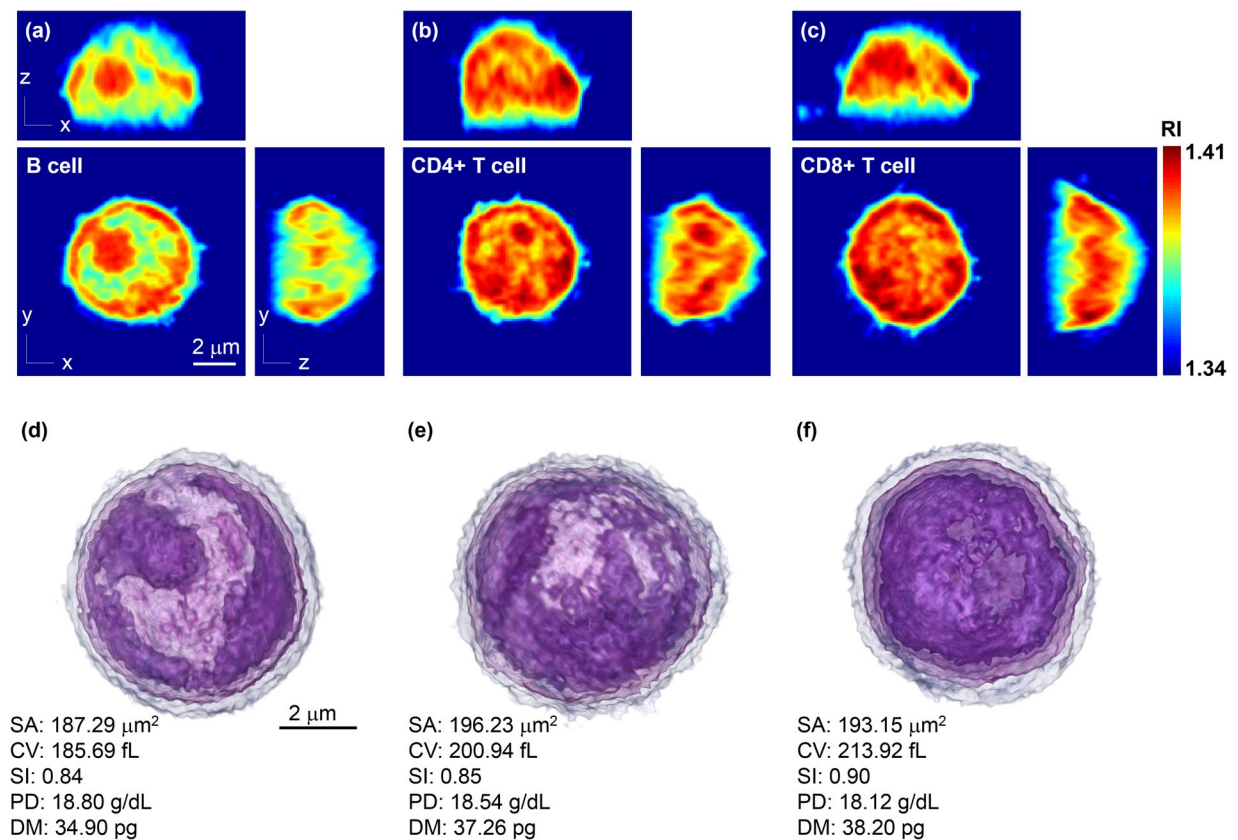 (a)
(b)
(c)
z
x
RI
1.41
B cell
CD4+ T cell
CD8+ T cell
y
x
2 μm
y
z
1.34
(d)
(e)
(f)
2 μm
SA: 187.29 μm²
CV: 185.69 fL
SI: 0.84
PD: 18.80 g/dL
DM: 34.90 pg
SA: 196.23 μm²
CV: 200.94 fL
SI: 0.85
PD: 18.54 g/dL
DM: 37.26 pg
SA: 193.15 μm²
CV: 213.92 fL
SI: 0.90
PD: 18.12 g/dL
DM: 38.20 pg